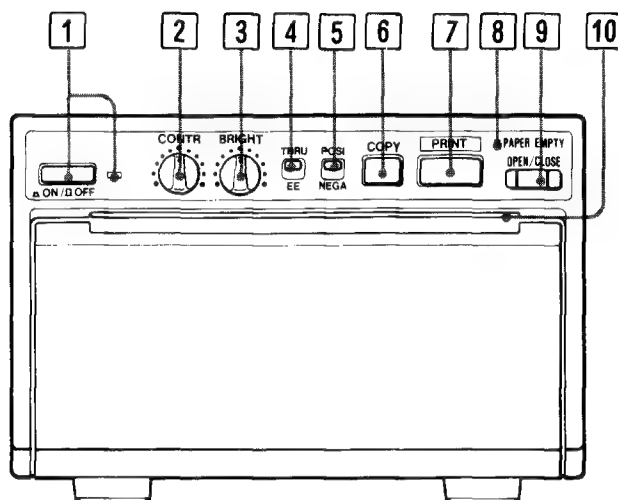 1 2 3 4 5 6 7 8 9 10
CONTR BRIGHT THRU POSI COPY PRINT PAPER EMPTY
OPEN/CLOSE
ON / OFF EE NEGA